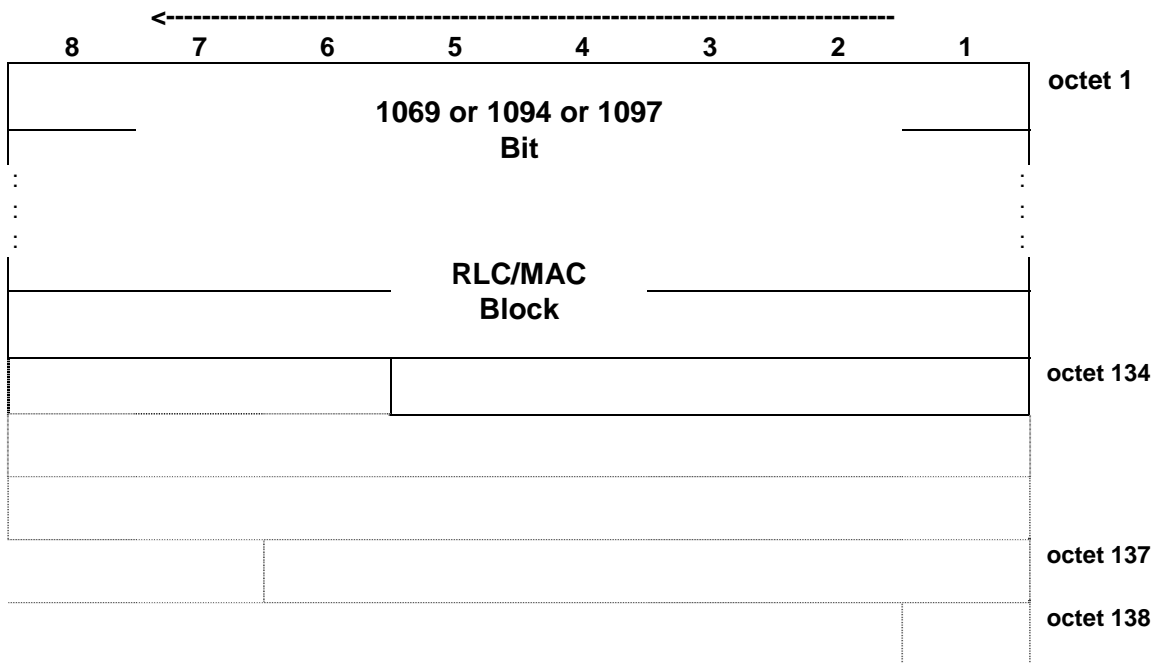 <--------------------------------------------------------------------------------
8 7 6 5 4 3 2 1
octet 1
1069 or 1094 or 1097
Bit
: :
: :
: :
RLC/MAC
Block
octet 134
octet 137
octet 138